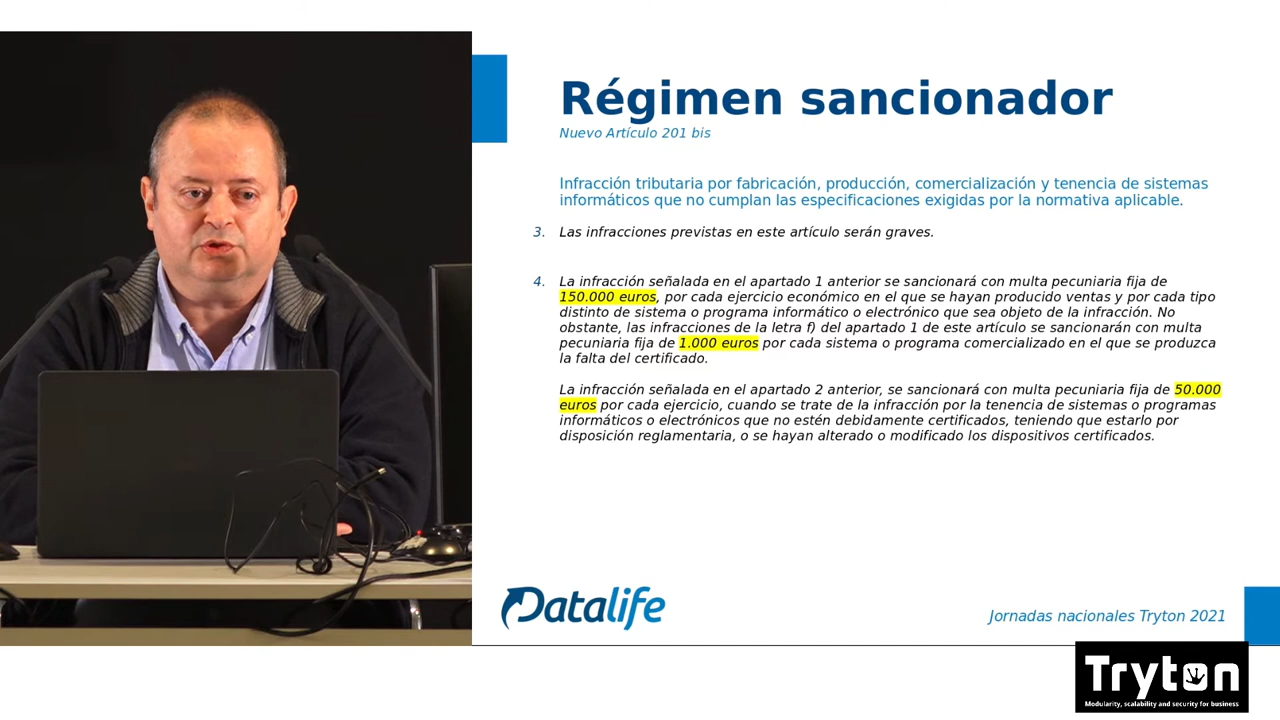 Régimen sancionador
Nuevo Artículo 201 bis
Infracción tributaria por fabricación, producción, comercialización y tenencia de sistemas
informáticos que no cumplan las especificaciones exigidas por la normativa aplicable.
3. Las infracciones previstas en este artículo serán graves.
4. La infracción señalada en el apartado 1 anterior se sancionará con multa pecuniaria fija de
150.000 euros, por cada ejercicio económico en el que se hayan producido ventas y por cada tipo
distinto de sistema o programa informático o electrónico que sea objeto de la infracción. No
obstante, las infracciones de la letra f) del apartado 1 de este artículo se sancionarán con multa
pecuniaria fija de 1.000 euros por cada sistema o programa comercializado en el que se produzca
la falta del certificado.
La infracción señalada en el apartado 2 anterior, se sancionará con multa pecuniaria fija de 50.000
euros por cada ejercicio, cuando se trate de la infracción por la tenencia de sistemas o programas
informáticos o electrónicos que no estén debidamente certificados, teniendo que estarlo por
disposición reglamentaria, o se hayan alterado o modificado los dispositivos certificados.
Datalife
Jornadas nacionales Tryton 2021
Tryton
Modularity, scalability and security for business